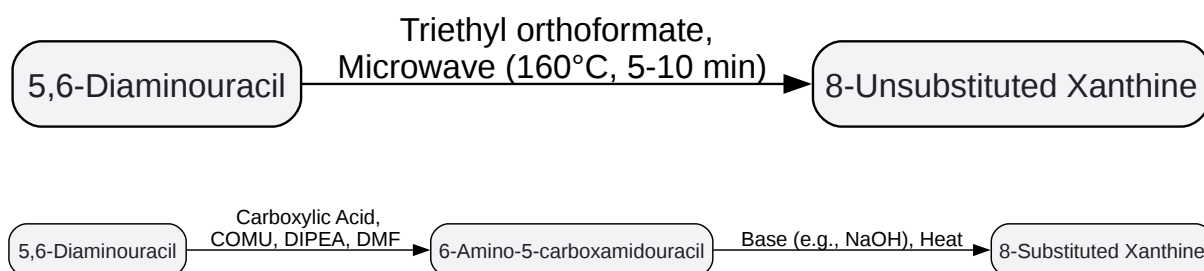 5,6-Diaminouracil
Triethyl orthoformate,
Microwave (160°C, 5-10 min)
8-Unsubstituted Xanthine
5,6-Diaminouracil
Carboxylic Acid,
COMU, DIPEA, DMF
6-Amino-5-carboxamidouracil
Base (e.g., NaOH), Heat
8-Substituted Xanthine